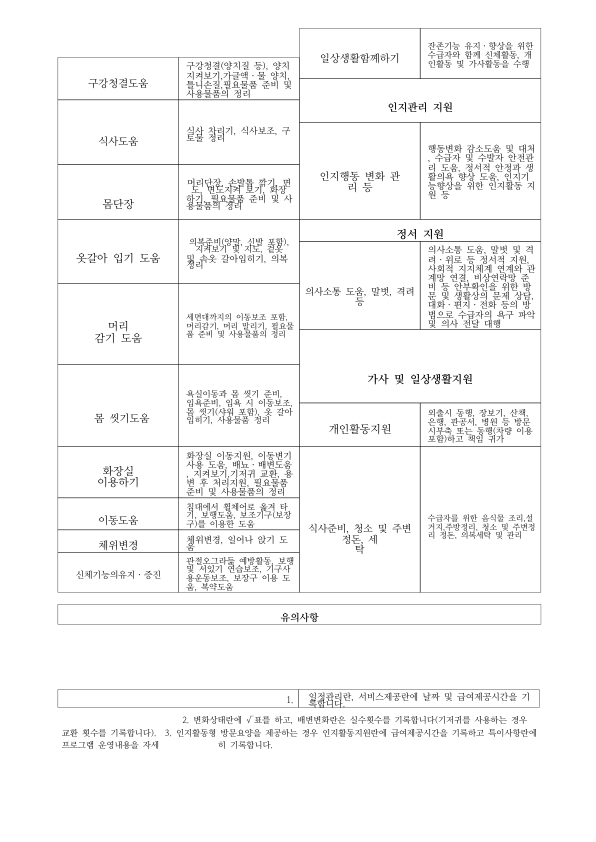 구강청결도움
구강청결(양치질 등), 양치
지켜보기,가글액ㆍ물 양치,
틀니손질,필요물품 준비 및
사용물품의 정리
식사도움
식사 차리기, 식사보조, 구
토물 정리
몸단장
머리단장, 손발톱 깎기, 면
도, 면도지켜 보기, 화장
하기, 필요물품 준비 및 사
용물품의 정리
옷갈아 입기 도움
의복준비(양말, 신발 포함),
지켜보기 및 지도, 겉옷
및 속옷 갈아입히기, 의복
정리
머리
감기 도움
세면대까지의 이동보조 포함,
머리감기, 머리 말리기, 필요물
품 준비 및 사용물품의 정리
몸 씻기도움
욕실이동과 몸 씻기 준비,
입욕준비, 입욕 시 이동보조,
몸 씻기(샤워 포함), 옷 갈아
입히기, 사용물품 정리
화장실
이용하기
화장실 이동지원, 이동변기
사용 도움, 배뇨ㆍ배변도움
, 지켜보기,기저귀 교환, 용
변 후 처리지원, 필요물품
준비 및 사용물품의 정리
이동도움
침대에서 휠체어로 옮겨 타
기, 보행도움, 보조기구(보장
구)를 이용한 도움
체위변경
체위변경, 일어나 앉기 도
움
신체기능의유지ㆍ증진
관절오그라듦 예방활동, 보행
및 서있기 연습보조, 기구사
용운동보조, 보장구 이용 도
움, 복약도움
일상생활함께하기
잔존기능 유지ㆍ향상을 위한
수급자와 함께 신체활동, 개
인활동 및 가사활동을 수행
인지관리 지원
인지행동 변화 관
리 등
행동변화 감소도움 및 대처
, 수급자 및 수발자 안전관
리 도움, 정서적 안정과 생
활의욕 향상 도움, 인지기
능향상을 위한 인지활동 지
원 등
정서 지원
의사소통 도움, 말벗, 격려
등
의사소통 도움, 말벗 및 격
려ㆍ위로 등 정서적 지원,
사회적 지지체계 연계와 관
계망 연결, 비상연락망 준
비 등 안부확인을 위한 방
문 및 생활상의 문제 상담,
대화ㆍ편지ㆍ전화 등의 방
법으로 수급자의 욕구 파악
및 의사 전달 대행
가사 및 일상생활지원
개인활동지원
외출시 동행, 장보기, 산책,
은행, 관공서, 병원 등 방문
시부축 또는 동행(차량 이용
포함)하고 책임 귀가
식사준비, 청소 및 주변
정돈, 세
탁
수급자를 위한 음식물 조리,설
거지,주방정리, 청소 및 주변정
리 정돈, 의복세탁 및 관리
유의사항
1. 일정관리란, 서비스제공란에 날짜 및 급여제공시간을 기
록합니다.
2. 변화상태란에 √표를 하고, 배변변화란은 실수횟수를 기록합니다(기저귀를 사용하는 경우
교환 횟수를 기록합니다). 3. 인지활동형 방문요양을 제공하는 경우 인지활동지원란에 급여제공시간을 기록하고 특이사항란에
프로그램 운영내용을 자세 히 기록합니다.